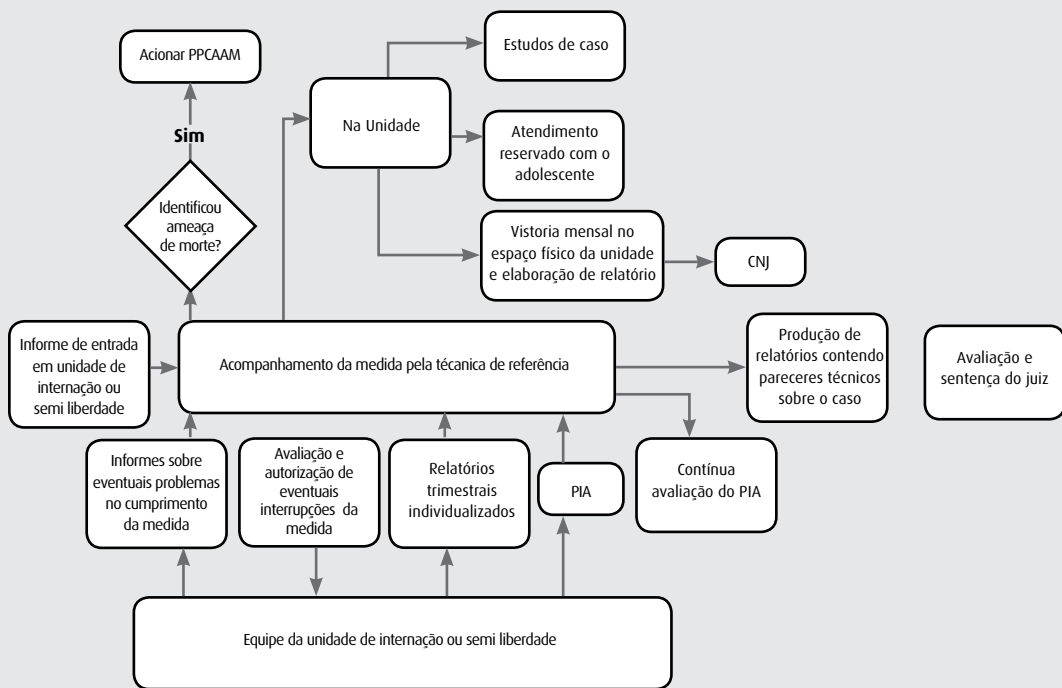 Acionar PPCAAM
Sim
Identificou
ameaça
de morte?
Na Unidade
Estudos de caso
Atendimento
reservado com o
adolescente
Vistoria mensal no
espaço físico da unidade
e elaboração de relatório
CNJ
Informe de entrada
em unidade de
internação ou
semi liberdade
Acompanhamento da medida pela técanica de referência
Produção de
relatórios contendo
pareceres técnicos
sobre o caso
Avaliação e
sentença do juiz
Informes sobre
eventuais problemas
no cumprimento
da medida
Avaliação e
autorização de
eventuais
interrupções da
medida
Relatórios
trimestrais
individualizados
PIA
Contínua
avaliação do PIA
Equipe da unidade de internação ou semi liberdade